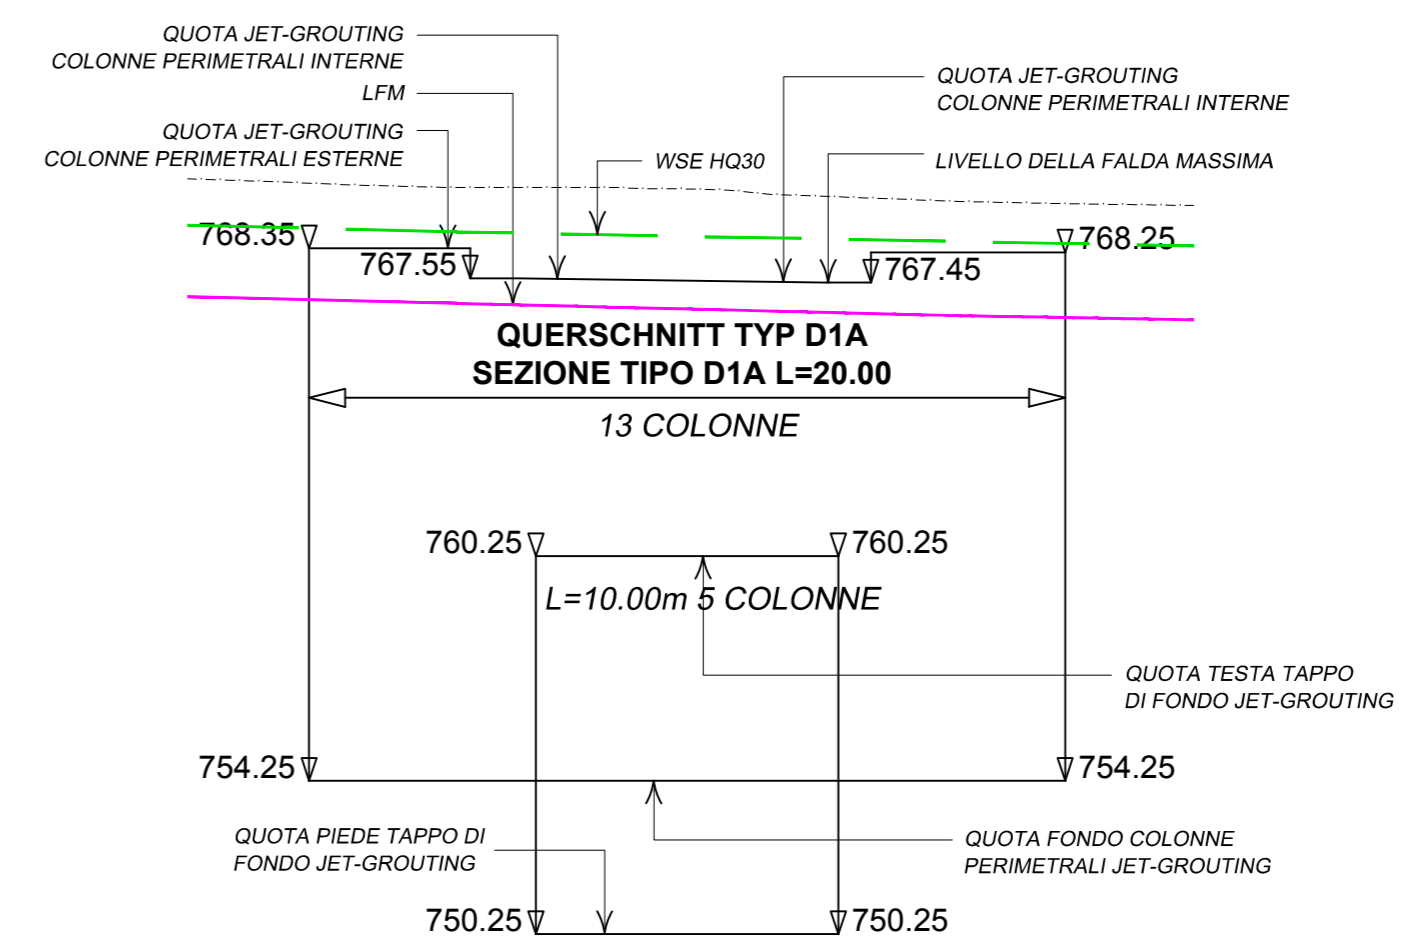 QUOTA JET-GROUTING
COLONNE PERIMETRALI INTERNE
LFM
QUOTA JET-GROUTING
COLONNE PERIMETRALI ESTERNE
WSE HQ30
QUOTA JET-GROUTING
COLONNE PERIMETRALI INTERNE
LIVELLO DELLA FALDA MASSIMA
768.35
767.55
767.45
768.25
QUERSCHNITT TYP D1A
SEZIONE TIPO D1A L=20.00
13 COLONNE
760.25
760.25
L=10.00m 5 COLONNE
QUOTA TESTA TAPPO
DI FONDO JET-GROUTING
754.25
754.25
QUOTA PIEDE TAPPO DI
FONDO JET-GROUTING
QUOTA FONDO COLONNE
PERIMETRALI JET-GROUTING
750.25
750.25